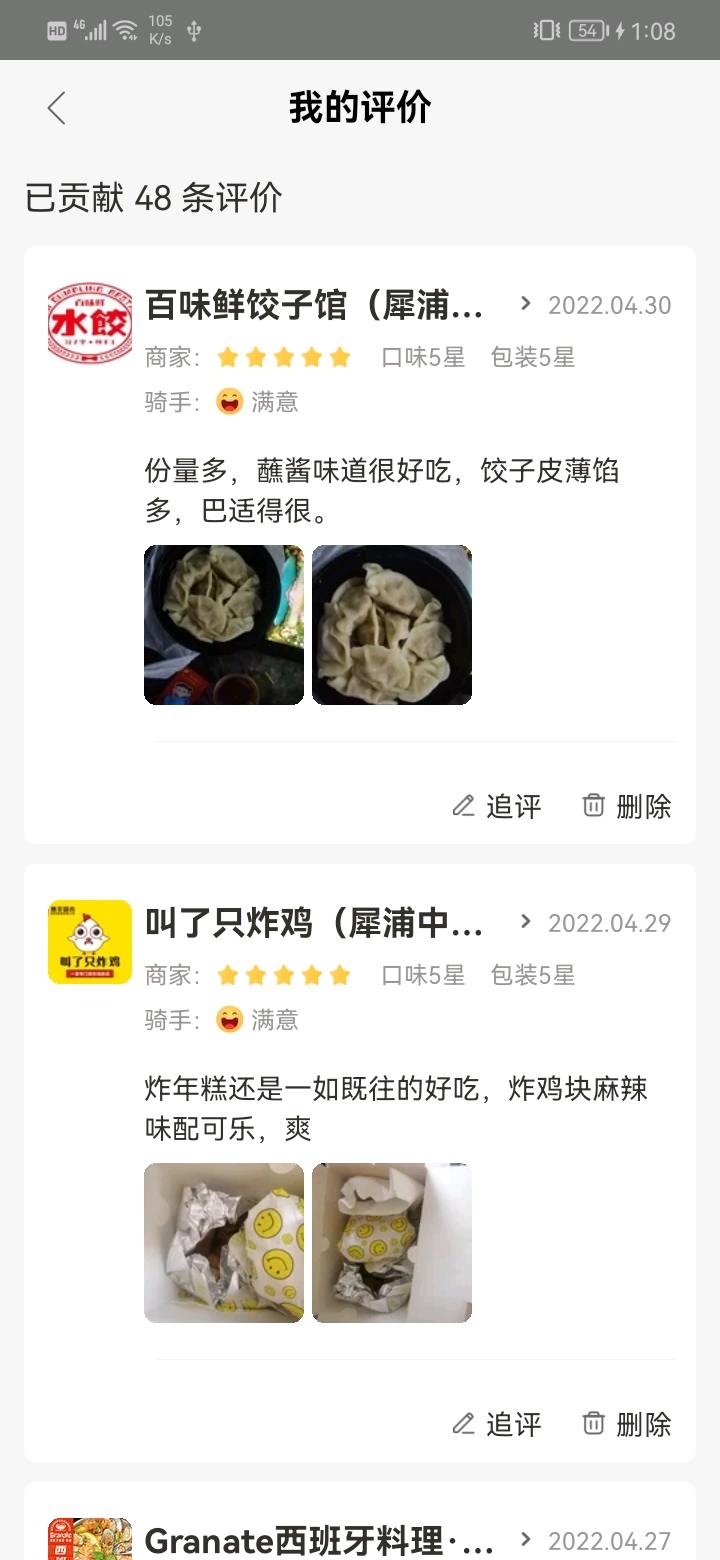 HD 4G 105 K/s 54 1:08
我的评价
已贡献 48 条评价
DUMPLING REST
百味鲜
水餃
百味鲜饺子馆（犀浦... 2022.04.30
商家： 口味5星 包装5星
骑手： 满意
份量多，蘸酱味道很好吃，饺子皮薄馅
多，巴适得很。
追评 删除
叫了只炸鸡
叫了只炸鸡（犀浦中... 2022.04.29
商家： 口味5星 包装5星
骑手： 满意
炸年糕还是一如既往的好吃，炸鸡块麻辣
味配可乐，爽
追评 删除
Granate
Granate西班牙料理·... 2022.04.27